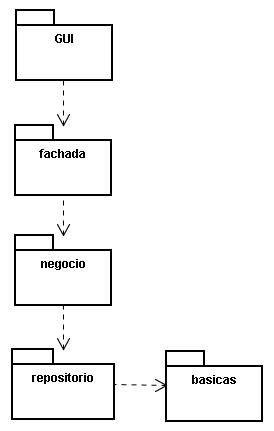 GUI
fachada
negocio
repositorio
basicas